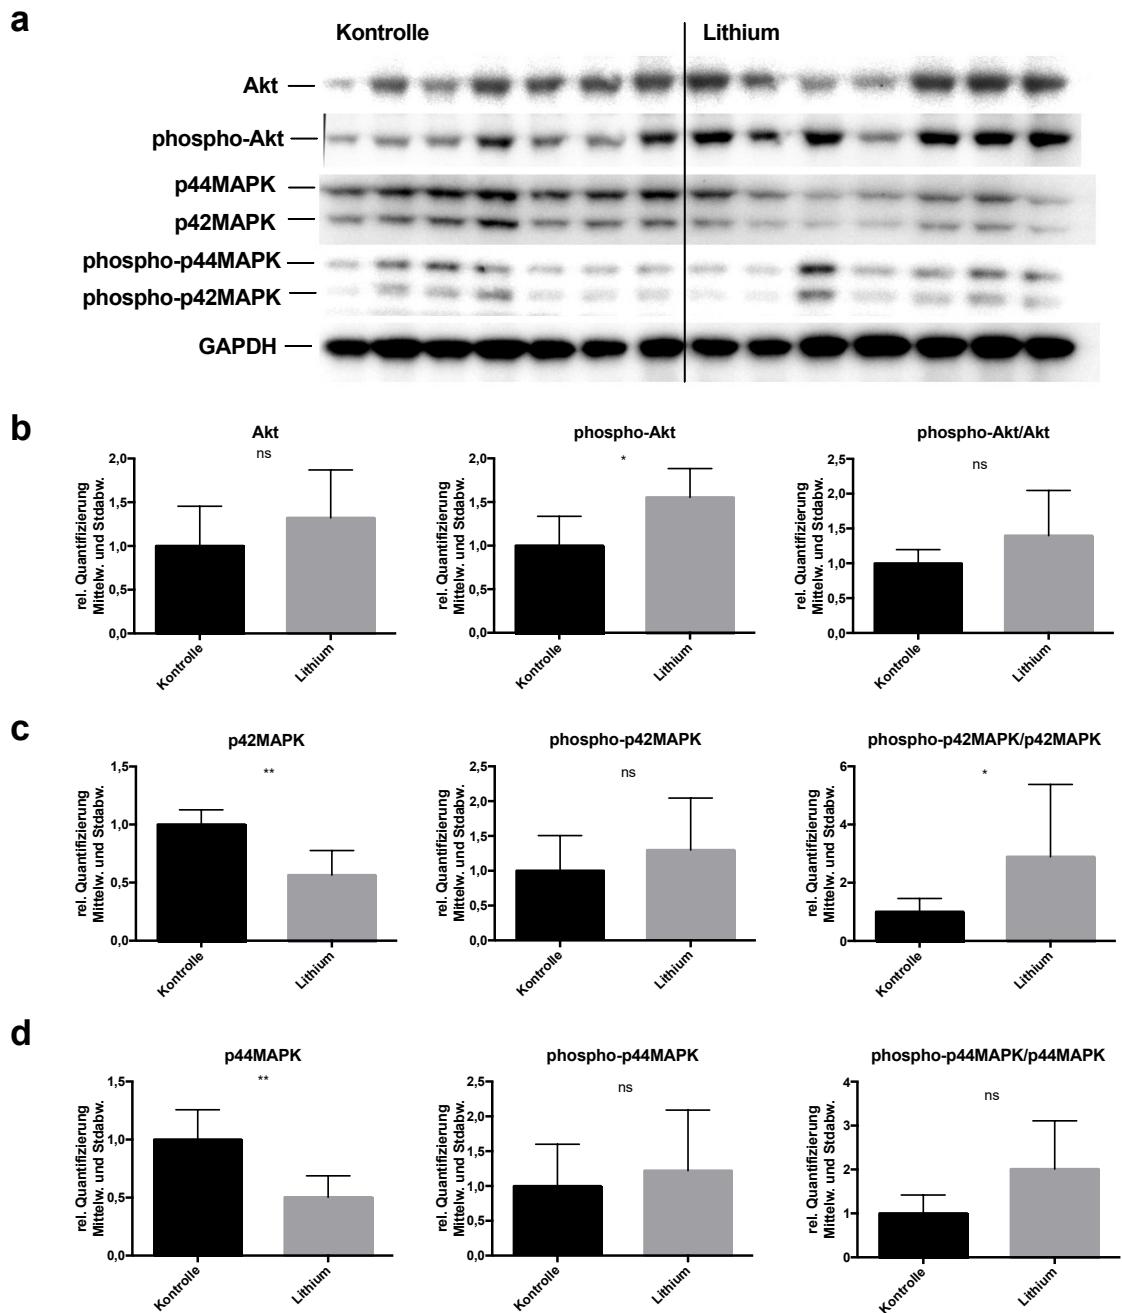 a
Kontrolle Lithium
Akt
phospho-Akt
p44MAPK
p42MAPK
phospho-p44MAPK
phospho-p42MAPK
GAPDH
b
Akt
ns
rel. Quantifizierung
Mittelw. und Stdabw.
2,0
1,5
1,0
0,5
0,0
Kontrolle
Lithium
phospho-Akt
*
rel. Quantifizierung
Mittelw. und Stdabw.
2,0
1,5
1,0
0,5
0,0
Kontrolle
Lithium
phospho-Akt/Akt
ns
rel. Quantifizierung
Mittelw. und Stdabw.
2,5
2,0
1,5
1,0
0,5
0,0
Kontrolle
Lithium
c
p42MAPK
**
rel. Quantifizierung
Mittelw. und Stdabw.
1,5
1,0
0,5
0,0
Kontrolle
Lithium
phospho-p42MAPK
ns
rel. Quantifizierung
Mittelw. und Stdabw.
2,5
2,0
1,5
1,0
0,5
0,0
Kontrolle
Lithium
phospho-p42MAPK/p42MAPK
*
rel. Quantifizierung
Mittelw. und Stdabw.
6
4
2
0
Kontrolle
Lithium
d
p44MAPK
**
rel. Quantifizierung
Mittelw. und Stdabw.
1,5
1,0
0,5
0,0
Kontrolle
Lithium
phospho-p44MAPK
ns
rel. Quantifizierung
Mittelw. und Stdabw.
2,5
2,0
1,5
1,0
0,5
0,0
Kontrolle
Lithium
phospho-p44MAPK/p44MAPK
ns
rel. Quantifizierung
Mittelw. und Stdabw.
4
3
2
1
0
Kontrolle
Lithium